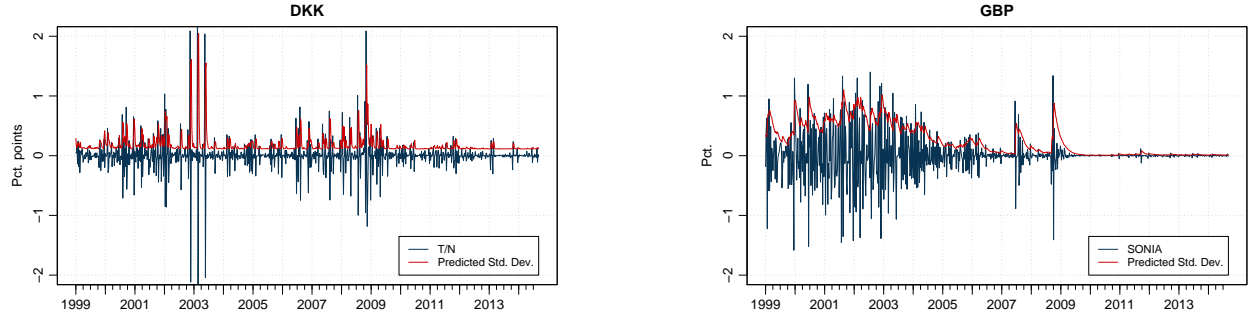 DKK
Pct. points
2
1
0
−1
−2
T/N
Predicted Std. Dev.
1999 2001 2003 2005 2007 2009 2011 2013
GBP
Pct.
2
1
0
−1
−2
SONIA
Predicted Std. Dev.
1999 2001 2003 2005 2007 2009 2011 2013